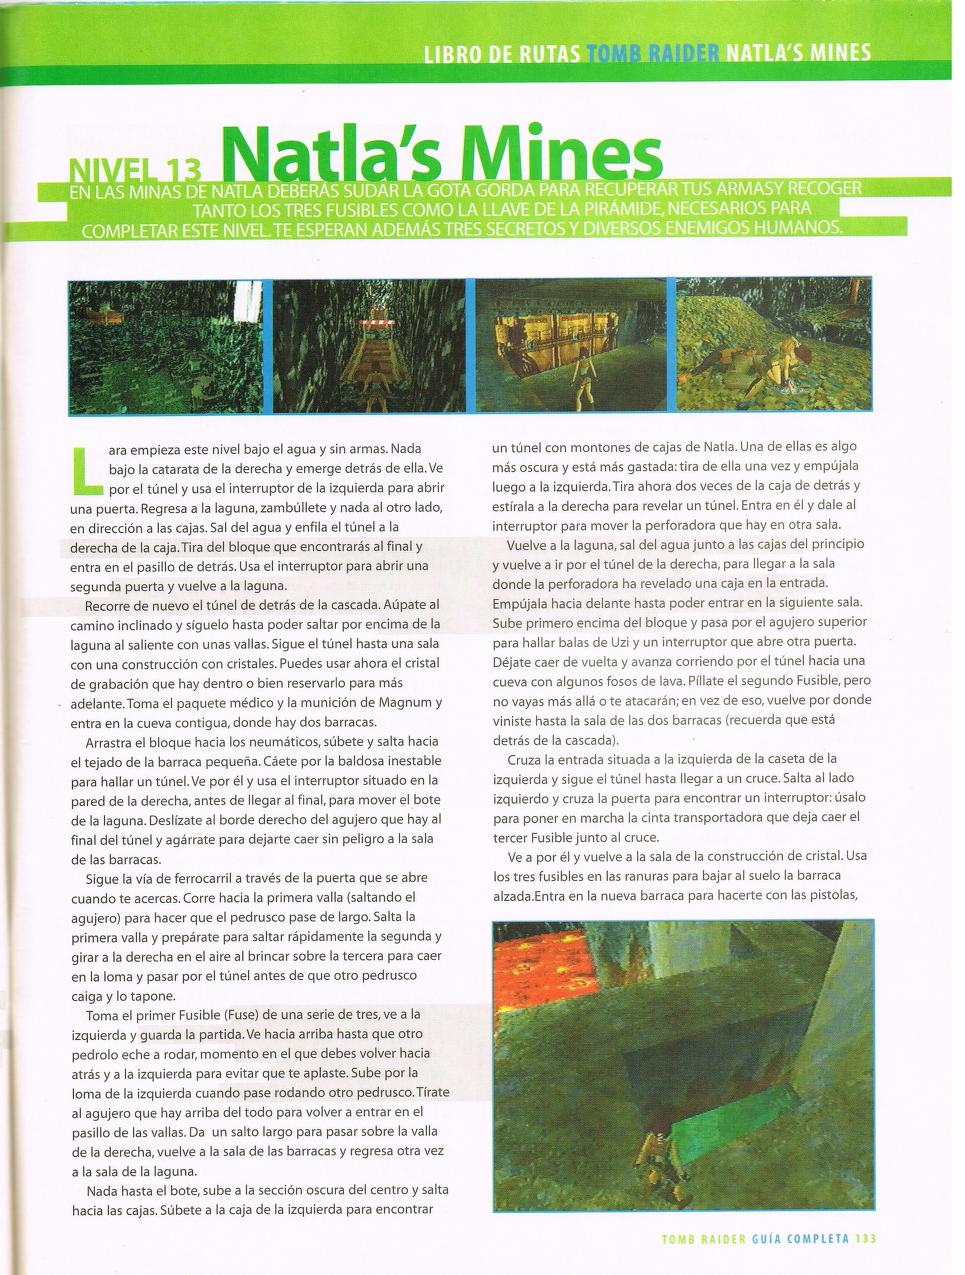 LIBRO DE RUTAS TOMB RAIDER NATLA'S MINES
NIVEL 13 Natla's Mines
EN LAS MINAS DE NATLA DEBERÁS SUDAR LA GOTA GORDA PARA RECUPERAR TUS ARMAS Y RECOGER
TANTO LOS TRES FUSIBLES COMO LA LLAVE DE LA PIRÁMIDE, NECESARIOS PARA
COMPLETAR ESTE NIVEL. TE ESPERAN ADEMÁS TRES SECRETOS Y DIVERSOS ENEMIGOS HUMANOS.
Lara empieza este nivel bajo el agua y sin armas. Nada
bajo la catarata de la derecha y emerge detrás de ella. Ve
por el túnel y usa el interruptor de la izquierda para abrir
una puerta. Regresa a la laguna, zambúllete y nada al otro lado,
en dirección a las cajas. Sal del agua y enfila el túnel a la
derecha de la caja. Tira del bloque que encontrarás al final y
entra en el pasillo de detrás. Usa el interruptor para abrir una
segunda puerta y vuelve a la laguna.
Recorre de nuevo el túnel de detrás de la cascada. Aúpate al
camino inclinado y síguelo hasta poder saltar por encima de la
laguna al saliente con unas vallas. Sigue el túnel hasta una sala
con una construcción con cristales. Puedes usar ahora el cristal
de grabación que hay dentro o bien reservarlo para más
adelante. Toma el paquete médico y la munición de Magnum y
entra en la cueva contigua, donde hay dos barracas.
Arrastra el bloque hacia los neumáticos, súbete y salta hacia
el tejado de la barraca pequeña. Cáete por la baldosa inestable
para hallar un túnel. Ve por él y usa el interruptor situado en la
pared de la derecha, antes de llegar al final, para mover el bote
de la laguna. Deslízate al borde derecho del agujero que hay al
final del túnel y agárrate para dejarte caer sin peligro a la sala
de las barracas.
Sigue la vía de ferrocarril a través de la puerta que se abre
cuando te acercas. Corre hacia la primera valla (saltando el
agujero) para hacer que el pedrusco pase de largo. Salta la
primera valla y prepárate para saltar rápidamente la segunda y
girar a la derecha en el aire al brincar sobre la tercera para caer
en la loma y pasar por el túnel antes de que otro pedrusco
caiga y lo tapone.
Toma el primer Fusible (Fuse) de una serie de tres, ve a la
izquierda y guarda la partida. Ve hacia arriba hasta que otro
pedrolo eche a rodar, momento en el que debes volver hacia
atrás y a la izquierda para evitar que te aplaste. Sube por la
loma de la izquierda cuando pase rodando otro pedrusco. Tírate
al agujero que hay arriba del todo para volver a entrar en el
pasillo de las vallas. Da un salto largo para pasar sobre la valla
de la derecha, vuelve a la sala de las barracas y regresa otra vez
a la sala de la laguna.
Nada hasta el bote, sube a la sección oscura del centro y salta
hacia las cajas. Súbete a la caja de la izquierda para encontrar
un túnel con montones de cajas de Natla. Una de ellas es algo
más oscura y está más gastada: tira de ella una vez y empújala
luego a la izquierda. Tira ahora dos veces de la caja de detrás y
estírala a la derecha para revelar un túnel. Entra en él y dale al
interruptor para mover la perforadora que hay en otra sala.
Vuelve a la laguna, sal del agua junto a las cajas del principio
y vuelve a ir por el túnel de la derecha, para llegar a la sala
donde la perforadora ha revelado una caja en la entrada.
Empújala hacia delante hasta poder entrar en la siguiente sala.
Sube primero encima del bloque y pasa por el agujero superior
para hallar balas de Uzi y un interruptor que abre otra puerta.
Déjate caer de vuelta y avanza corriendo por el túnel hacia una
cueva con algunos fosos de lava. Píllate el segundo Fusible, pero
no vayas más allá o te atacarán; en vez de eso, vuelve por donde
viniste hasta la sala de las dos barracas (recuerda que está
detrás de la cascada).
Cruza la entrada situada a la izquierda de la caseta de la
izquierda y sigue el túnel hasta llegar a un cruce. Salta al lado
izquierdo y cruza la puerta para encontrar un interruptor: úsalo
para poner en marcha la cinta transportadora que deja caer el
tercer Fusible junto al cruce.
Ve a por él y vuelve a la sala de la construcción de cristal. Usa
los tres fusibles en las ranuras para bajar al suelo la barraca
alzada.Entra en la nueva barraca para hacerte con las pistolas,
TOMB RAIDER GUÍA COMPLETA 133